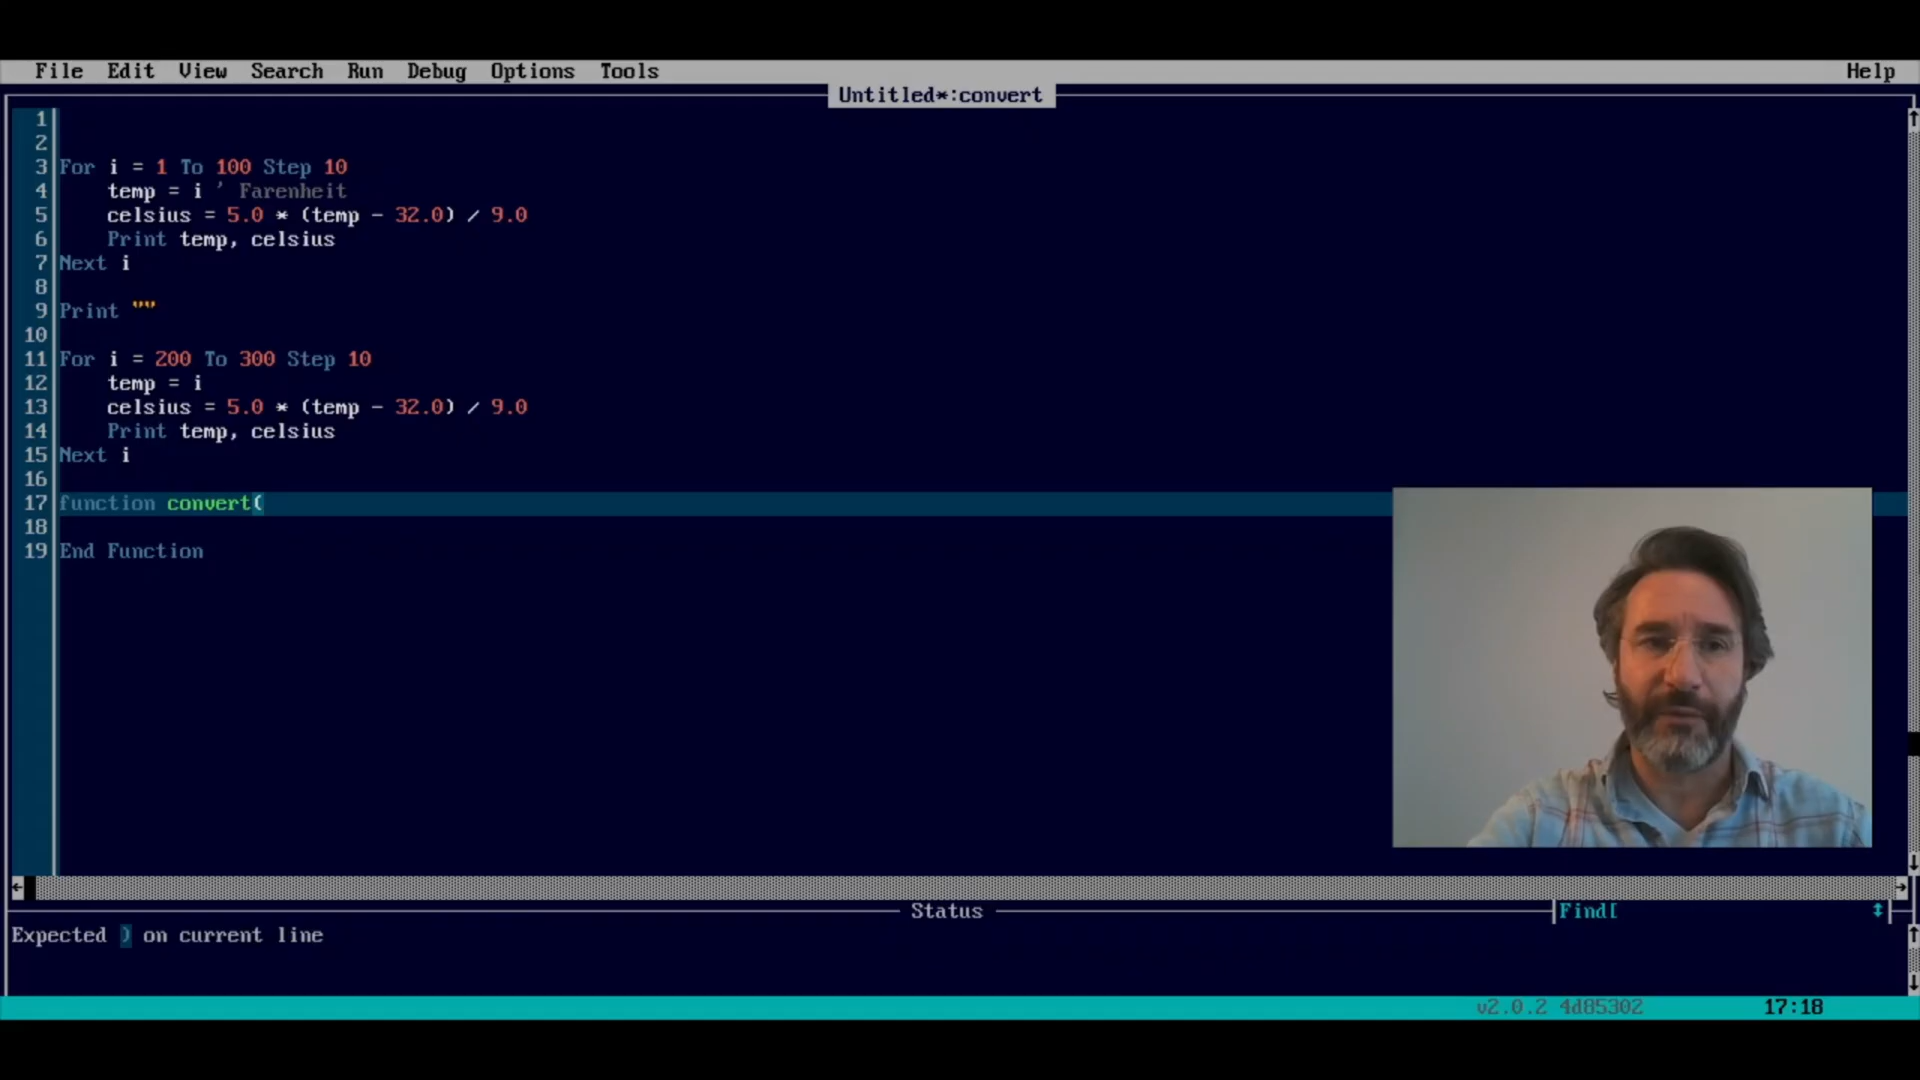 File Edit View Search Run Debug Options Tools Help
Untitled*:convert
1
2
3 For i = 1 To 100 Step 10
4 temp = i ' Farenheit
5 celsius = 5.0 * (temp - 32.0) / 9.0
6 Print temp, celsius
7 Next i
8
9 Print ""
10
11 For i = 200 To 300 Step 10
12 temp = i
13 celsius = 5.0 * (temp - 32.0) / 9.0
14 Print temp, celsius
15 Next i
16
17 function convert(
18
19 End Function
Status Find[
Expected ) on current line
v2.0.2 4d85302 17:18